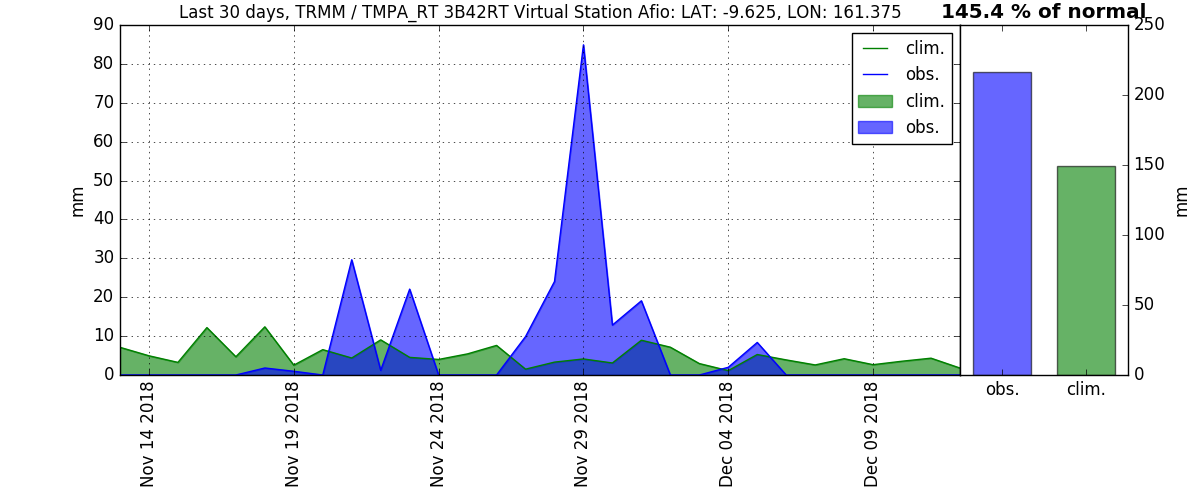 Last 30 days, TRMM / TMPA_RT 3B42RT Virtual Station Afio: LAT: -9.625, LON: 161.375
145.4 % of normal
90
80
70
60
50
40
30
20
10
0
mm
clim.
obs.
clim.
obs.
250
200
150
100
50
0
mm
Nov 14 2018
Nov 19 2018
Nov 24 2018
Nov 29 2018
Dec 04 2018
Dec 09 2018
obs.
clim.